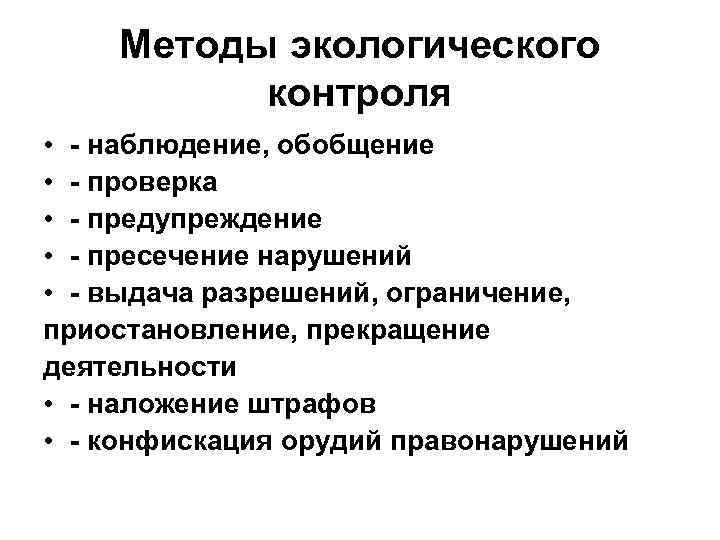 Методы экологического
контроля
• - наблюдение, обобщение
• - проверка
• - предупреждение
• - пресечение нарушений
• - выдача разрешений, ограничение,
приостановление, прекращение
деятельности
• - наложение штрафов
• - конфискация орудий правонарушений